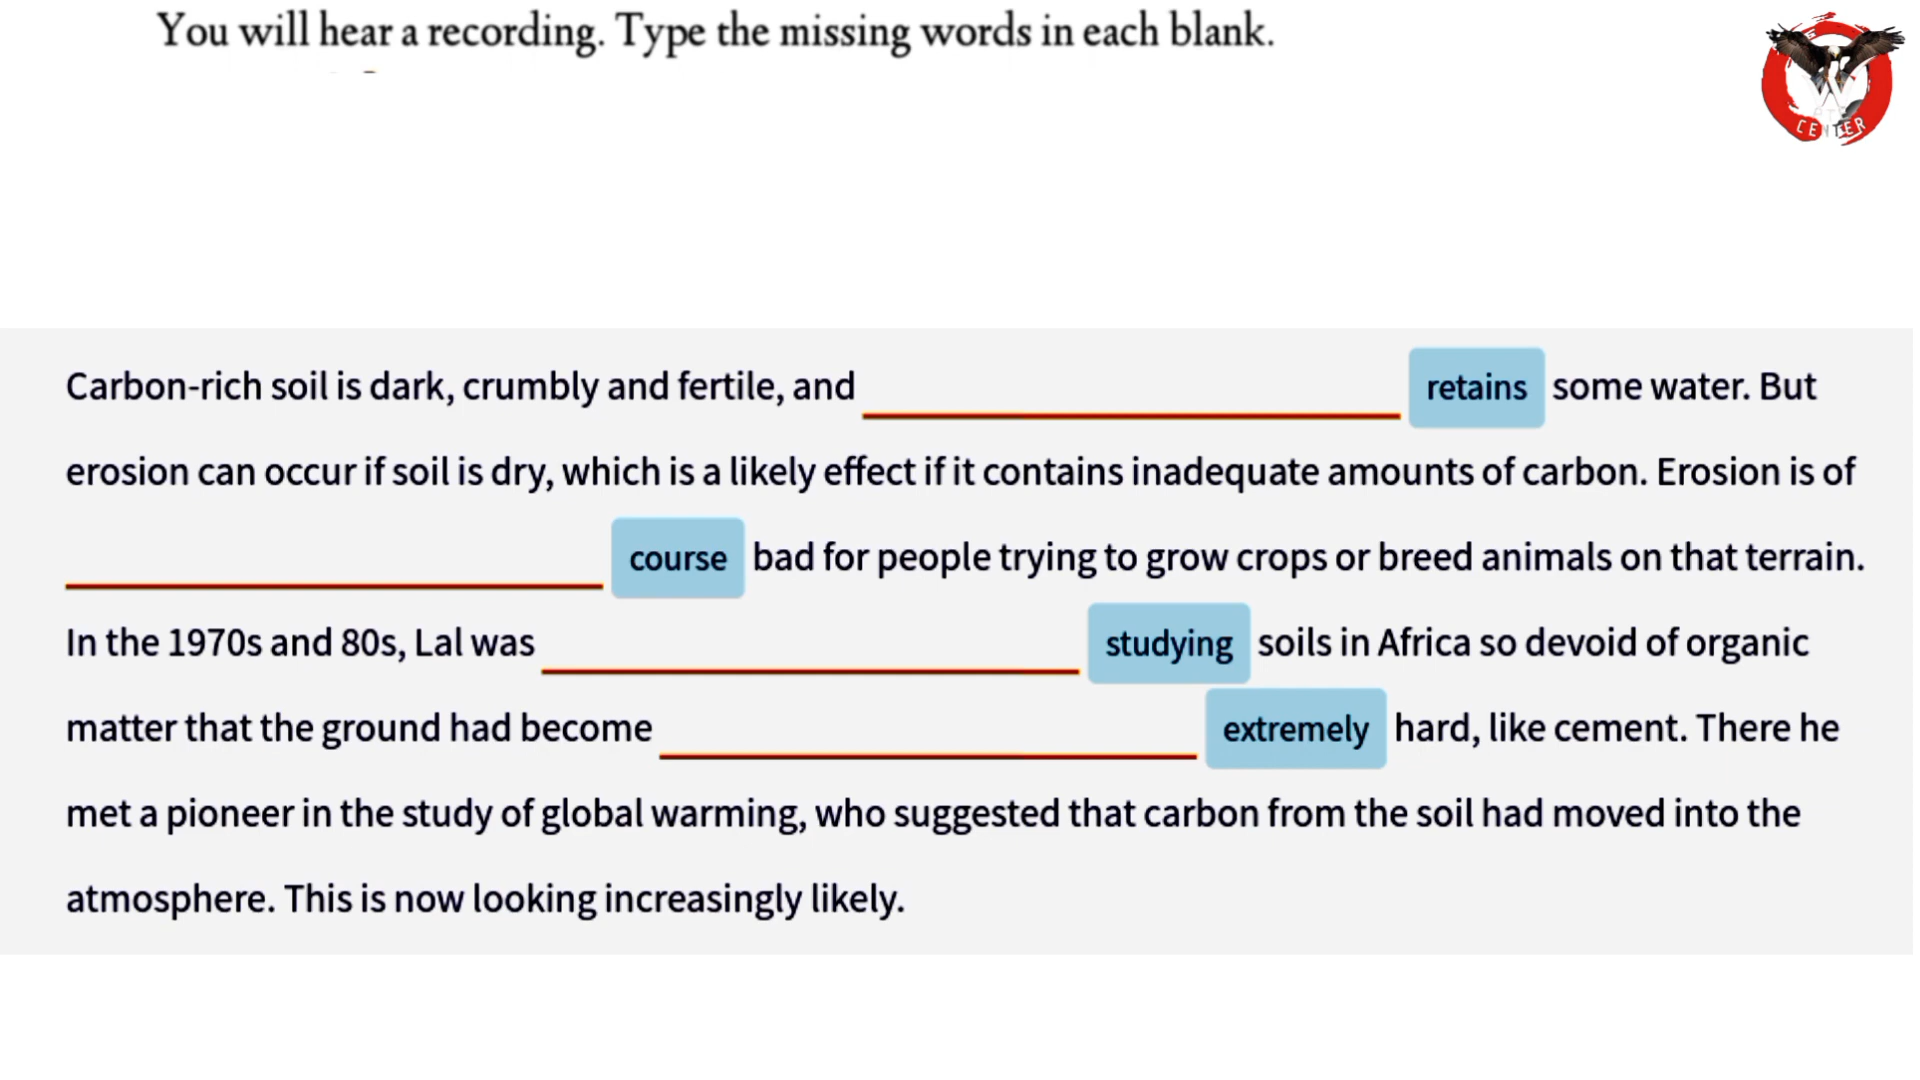 You will hear a recording. Type the missing words in each blank.
CENTER
Carbon-rich soil is dark, crumbly and fertile, and retains some water. But
erosion can occur if soil is dry, which is a likely effect if it contains inadequate amounts of carbon. Erosion is of
course bad for people trying to grow crops or breed animals on that terrain.
In the 1970s and 80s, Lal was studying soils in Africa so devoid of organic
matter that the ground had become extremely hard, like cement. There he
met a pioneer in the study of global warming, who suggested that carbon from the soil had moved into the
atmosphere. This is now looking increasingly likely.